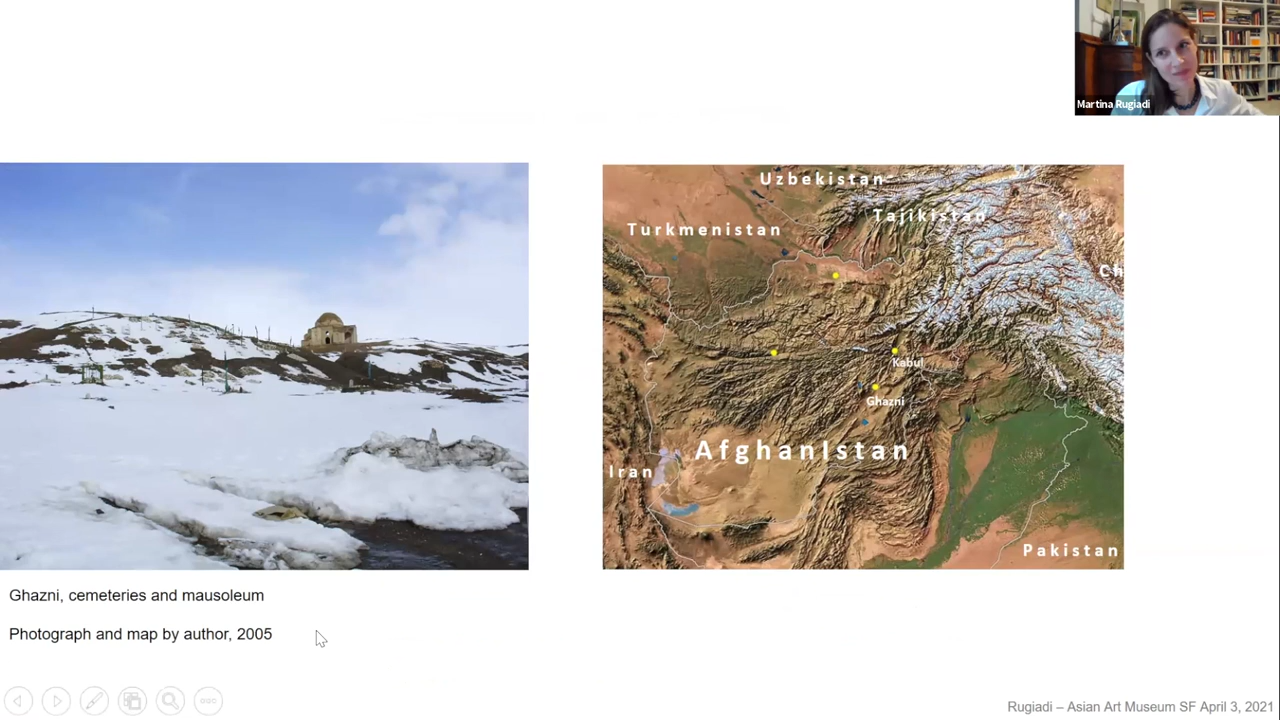 Martina Rugiadi
Uzbekistan
Tajikistan
Turkmenistan
Ch
Kabul
Ghazni
Afghanistan
Iran
Pakistan
Ghazni, cemeteries and mausoleum
Photograph and map by author, 2005
Rugiadi – Asian Art Museum SF April 3, 2021